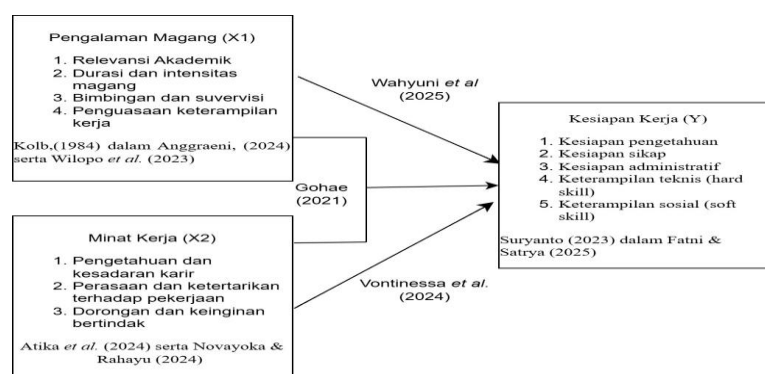 Pengalaman Magang (X1)
1. Relevansi Akademik
2. Durasi dan intensitas
magang
3. Bimbingan dan suvervisi
4. Penguasaan keterampilan
kerja
Kolb,(1984) dalam Anggraeni, (2024)
serta Wilopo et al. (2023)
Minat Kerja (X2)
1. Pengetahuan dan
kesadaran karir
2. Perasaan dan ketertarikan
terhadap pekerjaan
3. Dorongan dan keinginan
bertindak
Atika et al. (2024) serta Novayoka &
Rahayu (2024)
Wahyuni et al
(2025)
Gohae
(2021)
Vontinessa et al.
(2024)
Kesiapan Kerja (Y)
1. Kesiapan pengetahuan
2. Kesiapan sikap
3. Kesiapan administratif
4. Keterampilan teknis (hard
skill)
5. Keterampilan sosial (soft
skill)
Suryanto (2023) dalam Fatni &
Satrya (2025)